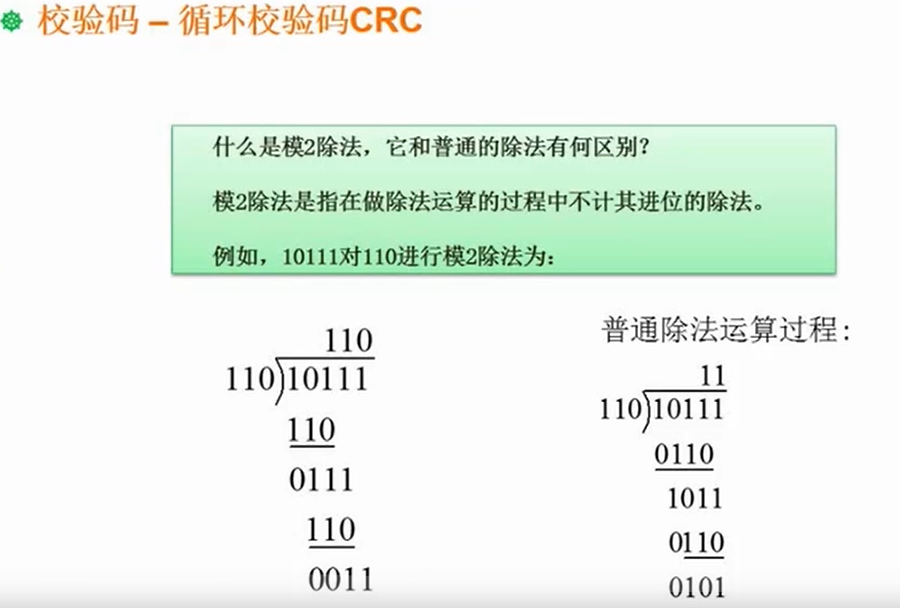 校验码 – 循环校验码CRC
什么是模2除法，它和普通的除法有何区别？
模2除法是指在做除法运算的过程中不计其进位的除法。
例如，10111对110进行模2除法为：
110
110)10111
110
0111
110
0011
普通除法运算过程：
11
110)10111
0110
1011
0110
0101